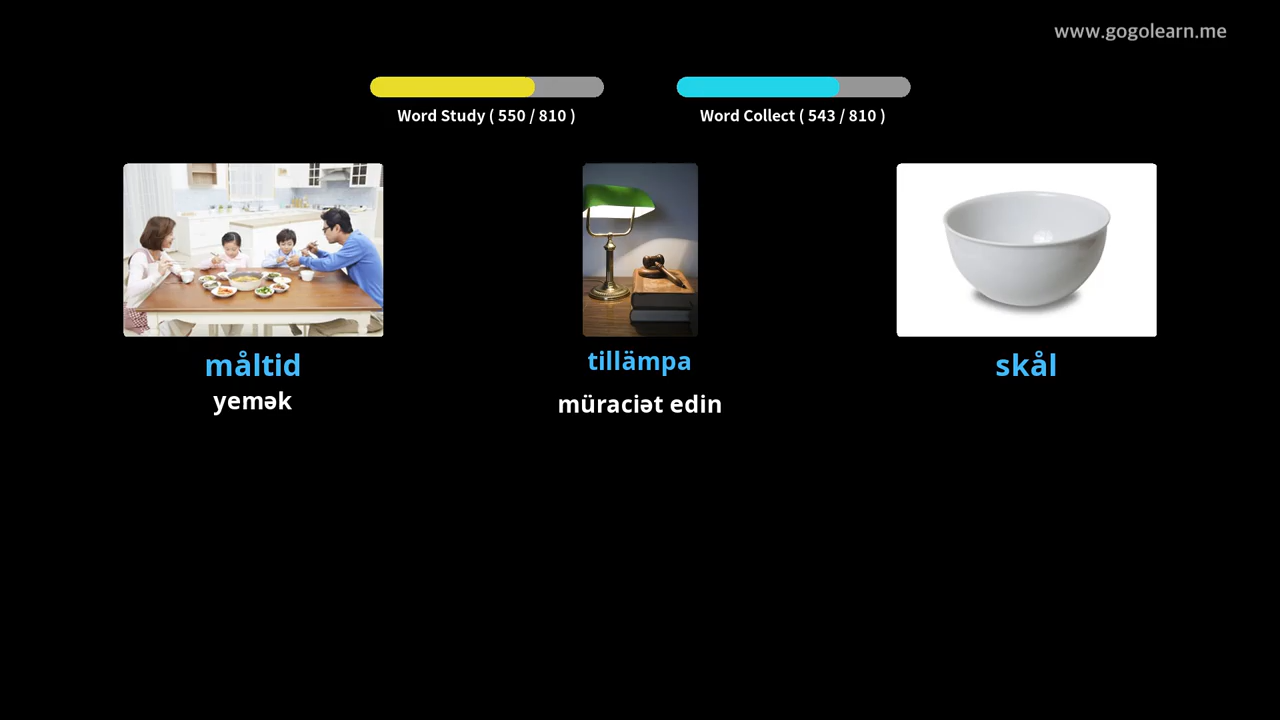 www.gogolearn.me
Word Study ( 550 / 810 )
Word Collect ( 543 / 810 )
måltid
yemək
tillämpa
müraciət edin
skål